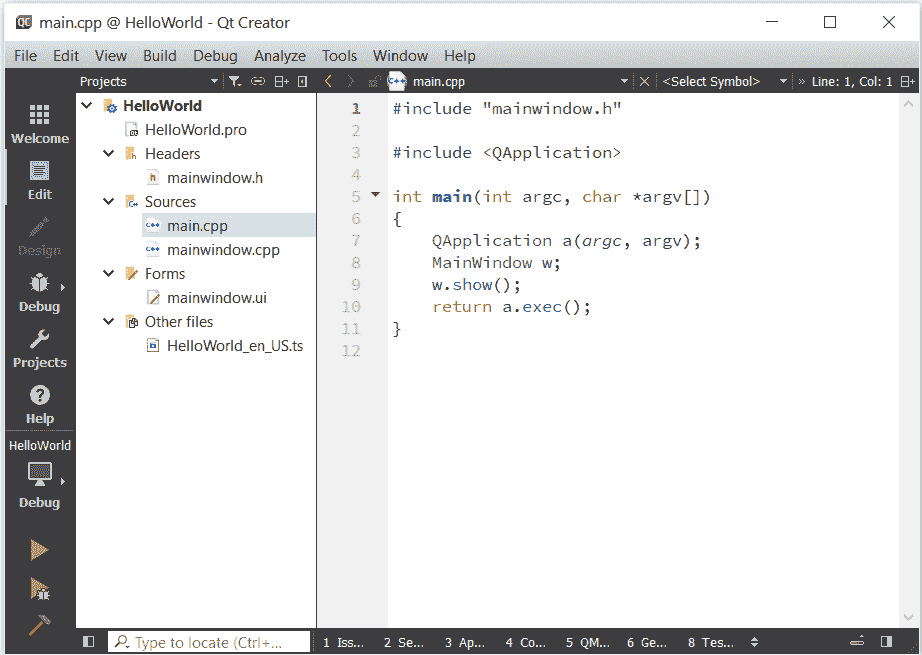 main.cpp @ HelloWorld - Qt Creator
File Edit View Build Debug Analyze Tools Window Help
Projects main.cpp <Select Symbol> » Line: 1, Col: 1
Welcome
Edit
Design
Debug
Projects
Help
HelloWorld
Debug
HelloWorld
HelloWorld.pro
Headers
mainwindow.h
Sources
main.cpp
mainwindow.cpp
Forms
mainwindow.ui
Other files
HelloWorld_en_US.ts
1 #include "mainwindow.h"
2
3 #include <QApplication>
4
5 int main(int argc, char *argv[])
6 {
7     QApplication a(argc, argv);
8     MainWindow w;
9     w.show();
10     return a.exec();
11 }
12
Type to locate (Ctrl+... 1 Iss... 2 Se... 3 Ap... 4 Co... 5 QM... 6 Ge... 8 Tes...